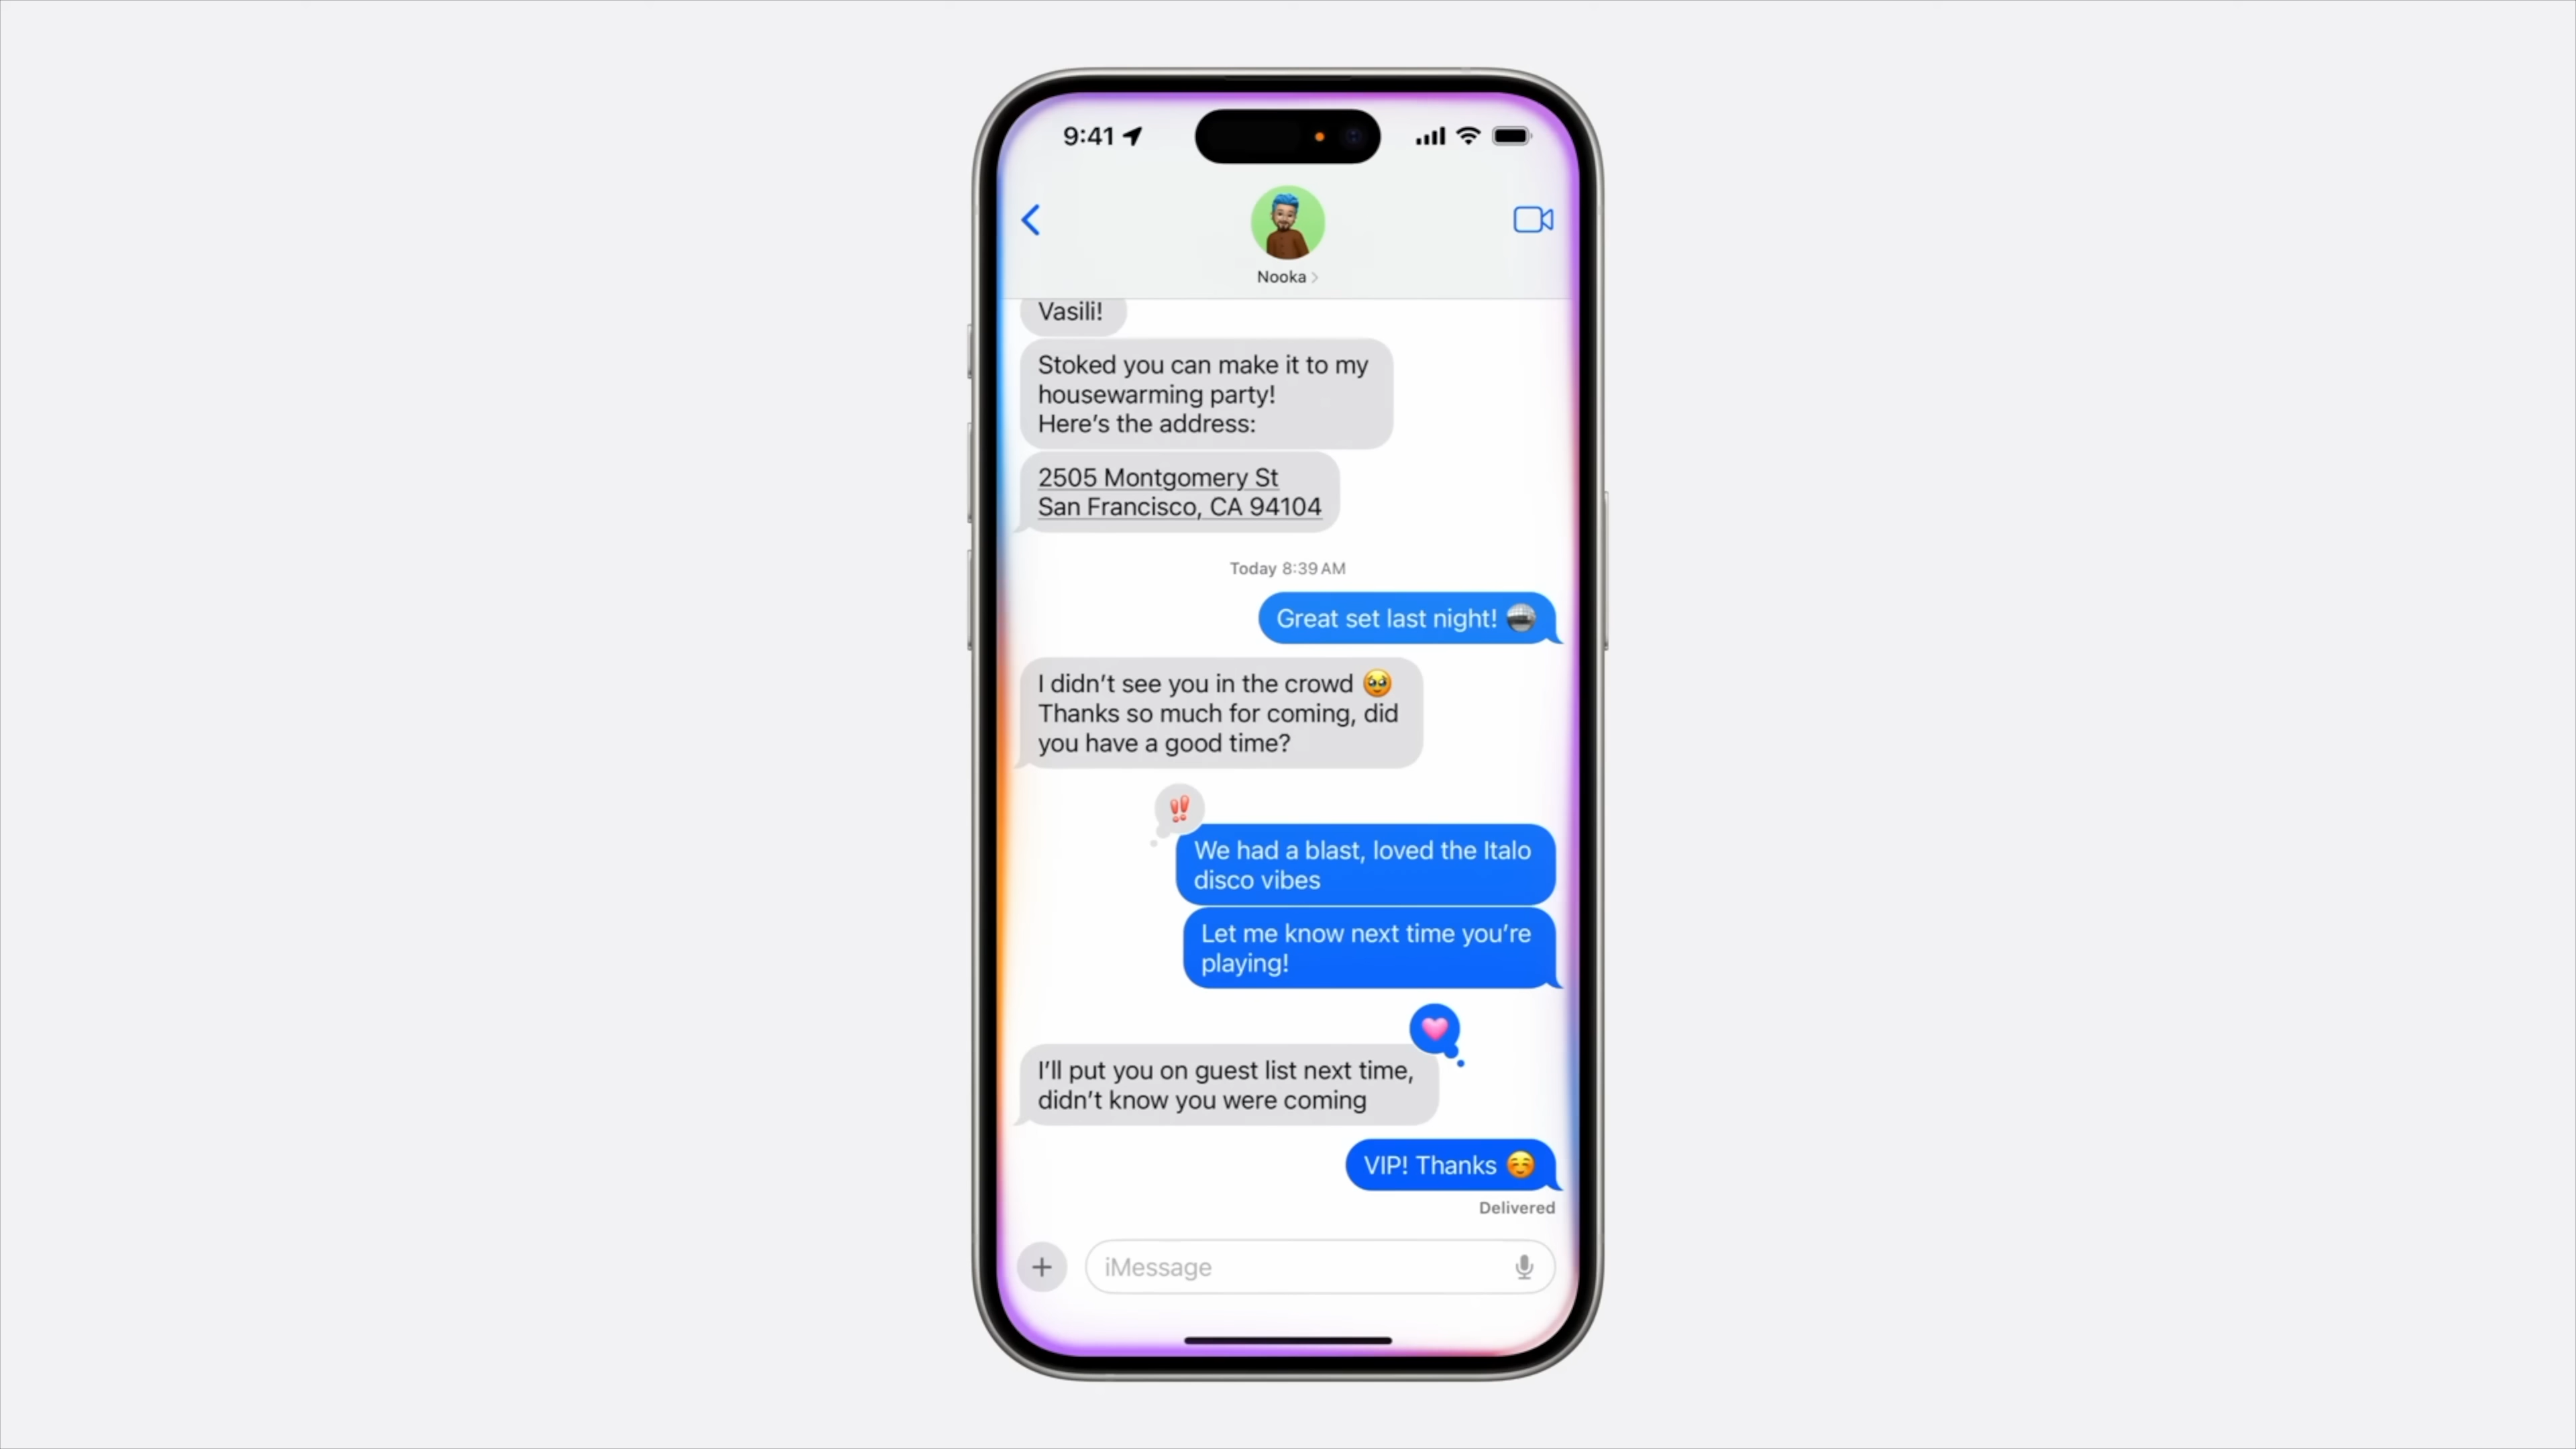 9:41
Nooka
Vasili!
Stoked you can make it to my
housewarming party!
Here’s the address:
2505 Montgomery St
San Francisco, CA 94104
Today 8:39 AM
Great set last night! 🪩
I didn’t see you in the crowd 🥹
Thanks so much for coming, did
you have a good time?
‼️
We had a blast, loved the Italo
disco vibes
Let me know next time you’re
playing!
I’ll put you on guest list next time,
didn’t know you were coming
VIP! Thanks ☺️
Delivered
iMessage